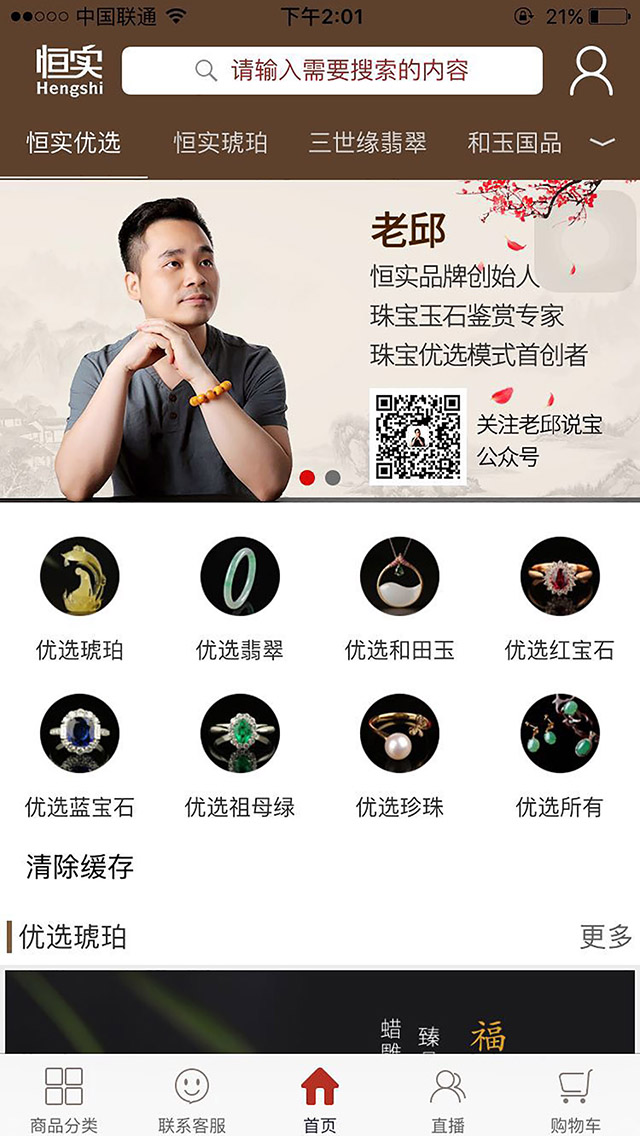 中国联通 下午2:01 21%
恒实
Hengshi
请输入需要搜索的内容
恒实优选 恒实琥珀 三世缘翡翠 和玉国品
老邱
恒实品牌创始人
珠宝玉石鉴赏专家
珠宝优选模式首创者
关注老邱说宝
公众号
优选琥珀 优选翡翠 优选和田玉 优选红宝石
优选蓝宝石 优选祖母绿 优选珍珠 优选所有
清除缓存
优选琥珀 更多
福
臻
蜡
商品分类 联系客服 首页 直播 购物车